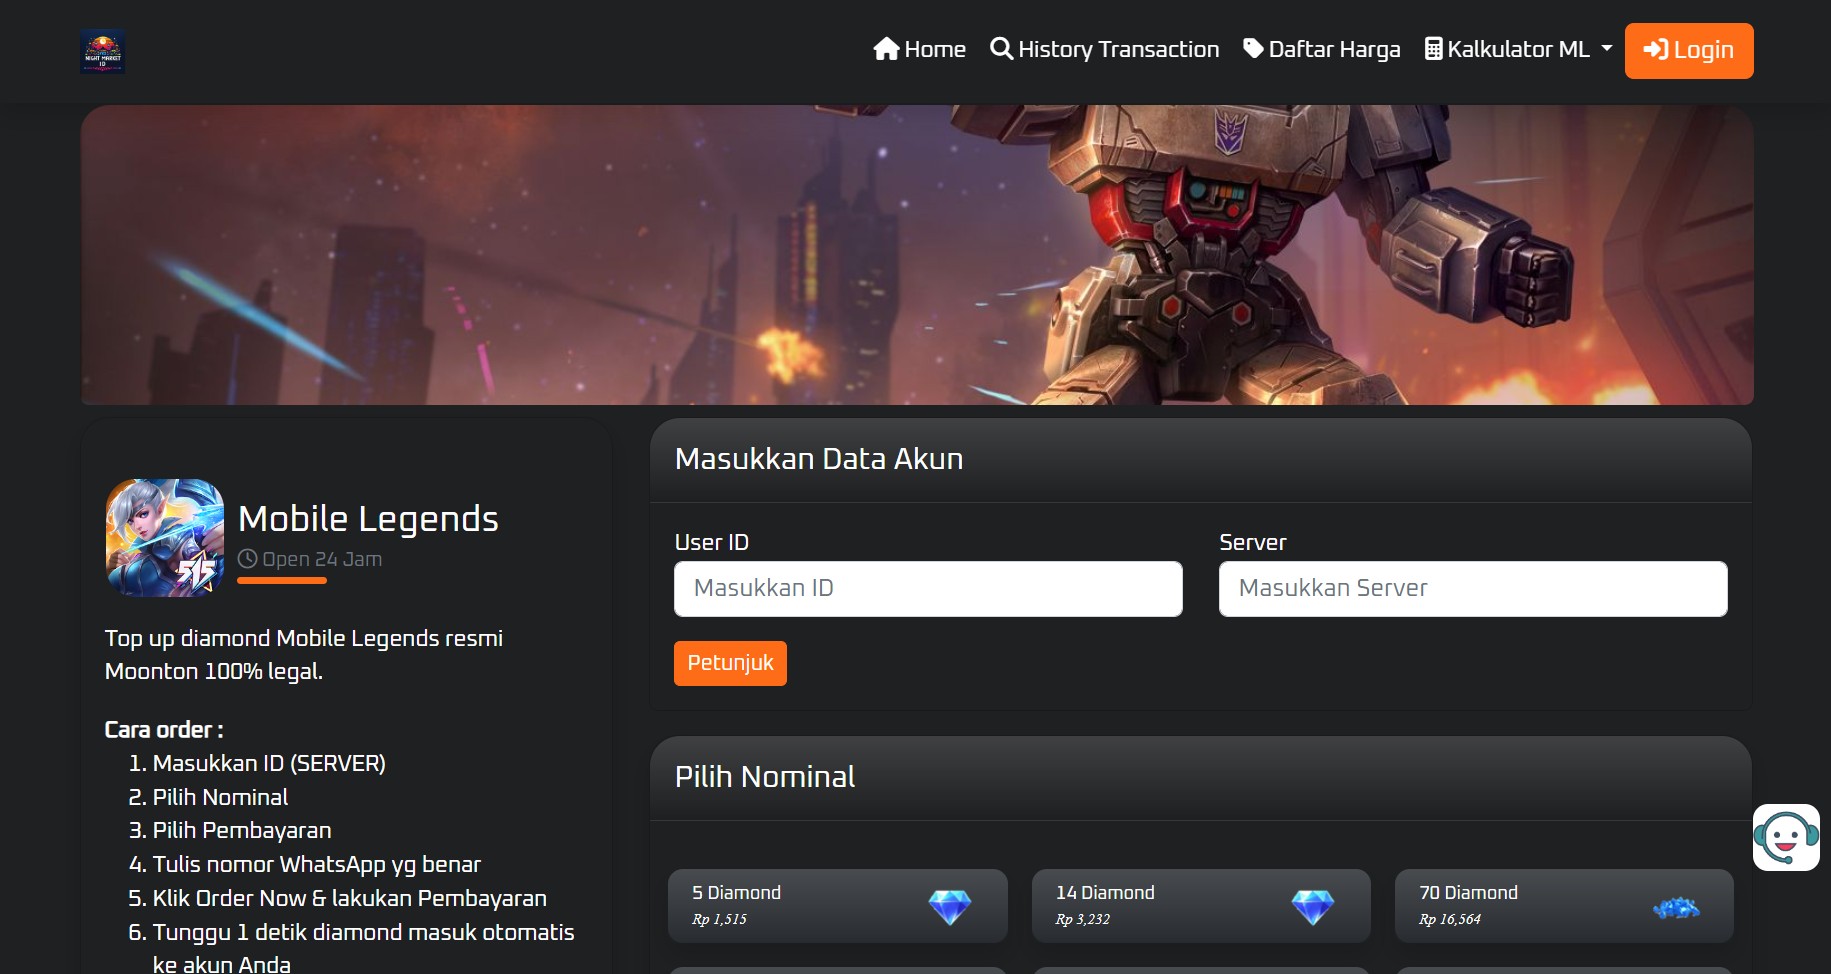 NIGHT MARKET
ID
Home
History Transaction
Daftar Harga
Kalkulator ML
Login
515
Mobile Legends
Open 24 Jam
Top up diamond Mobile Legends resmi
Moonton 100% legal.
Cara order :
1. Masukkan ID (SERVER)
2. Pilih Nominal
3. Pilih Pembayaran
4. Tulis nomor WhatsApp yg benar
5. Klik Order Now & lakukan Pembayaran
6. Tunggu 1 detik diamond masuk otomatis
ke akun Anda
Masukkan Data Akun
User ID
Server
Masukkan ID
Masukkan Server
Petunjuk
Pilih Nominal
5 Diamond
Rp 1,515
14 Diamond
Rp 3,232
70 Diamond
Rp 16,564